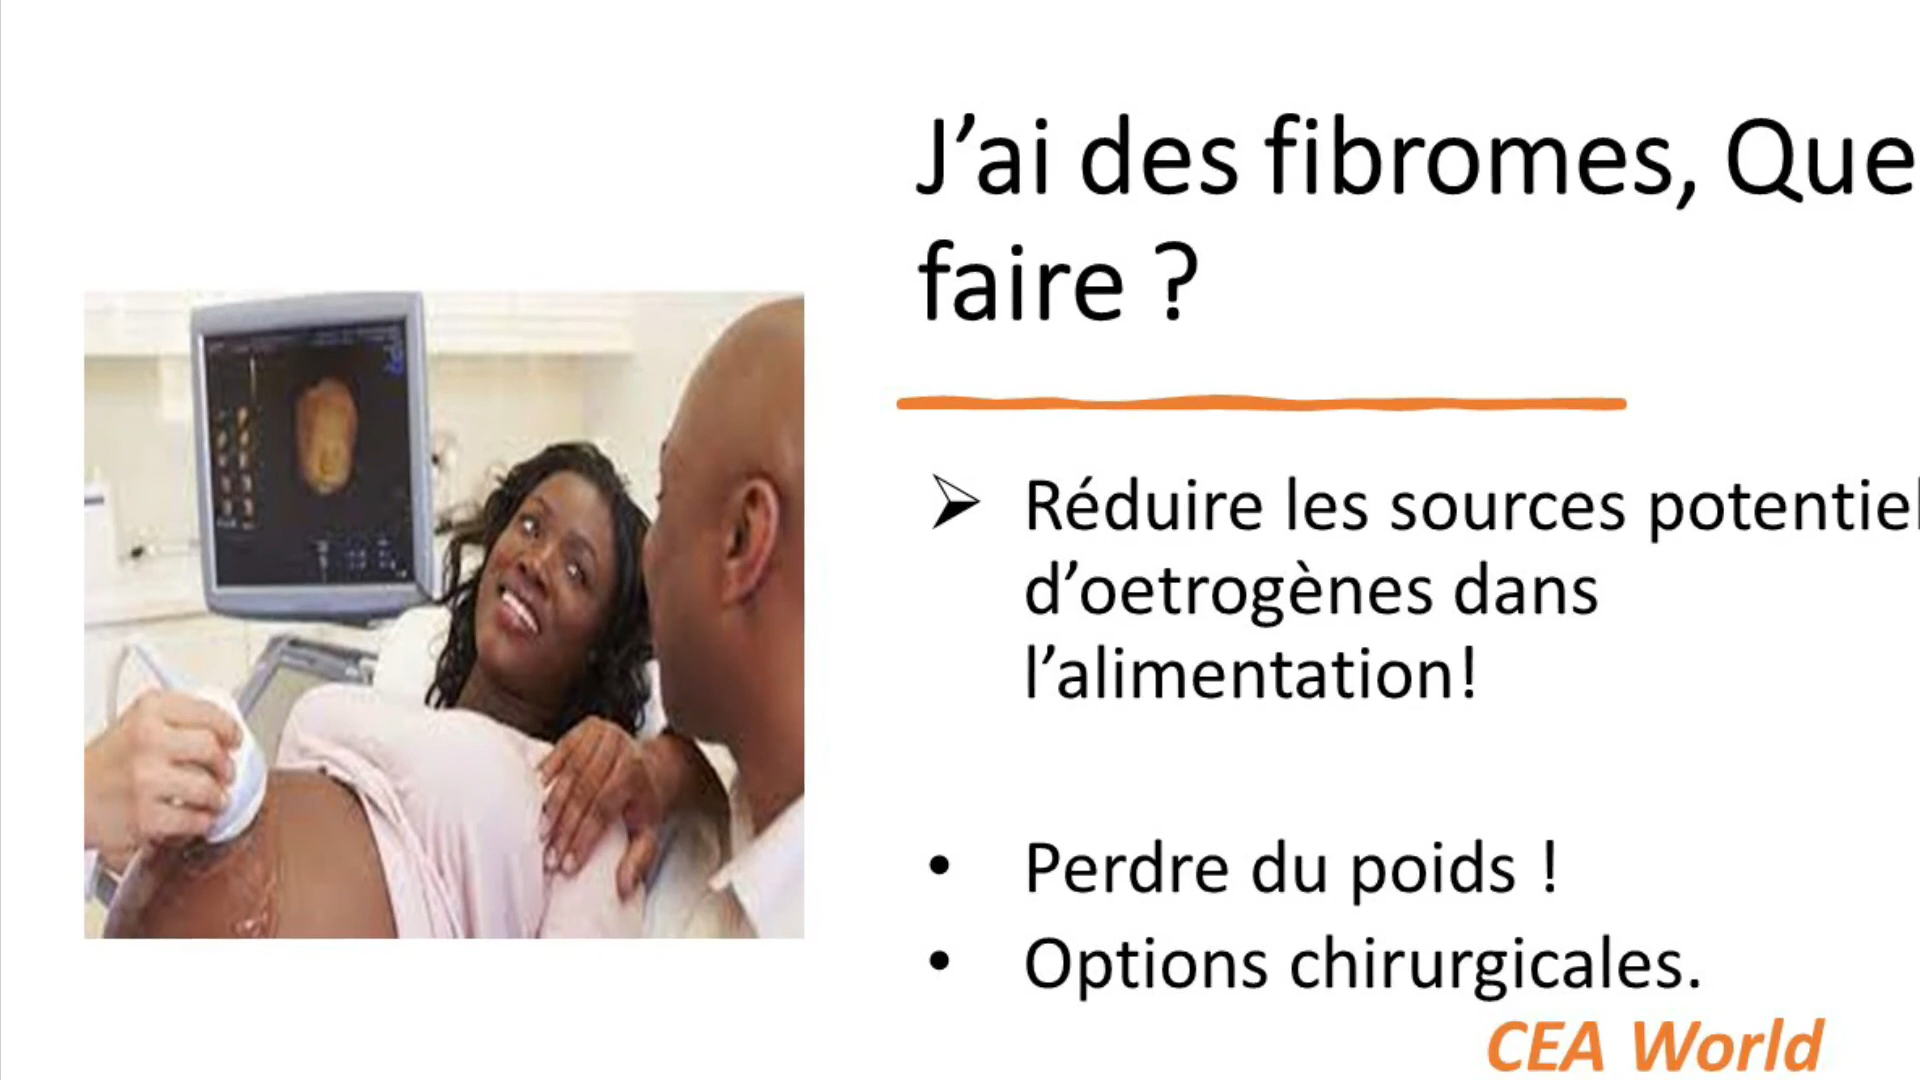 J’ai des fibromes, Que
faire ?
Réduire les sources potentiel
d’oetrogènes dans
l’alimentation!
Perdre du poids !
Options chirurgicales.
CEA World